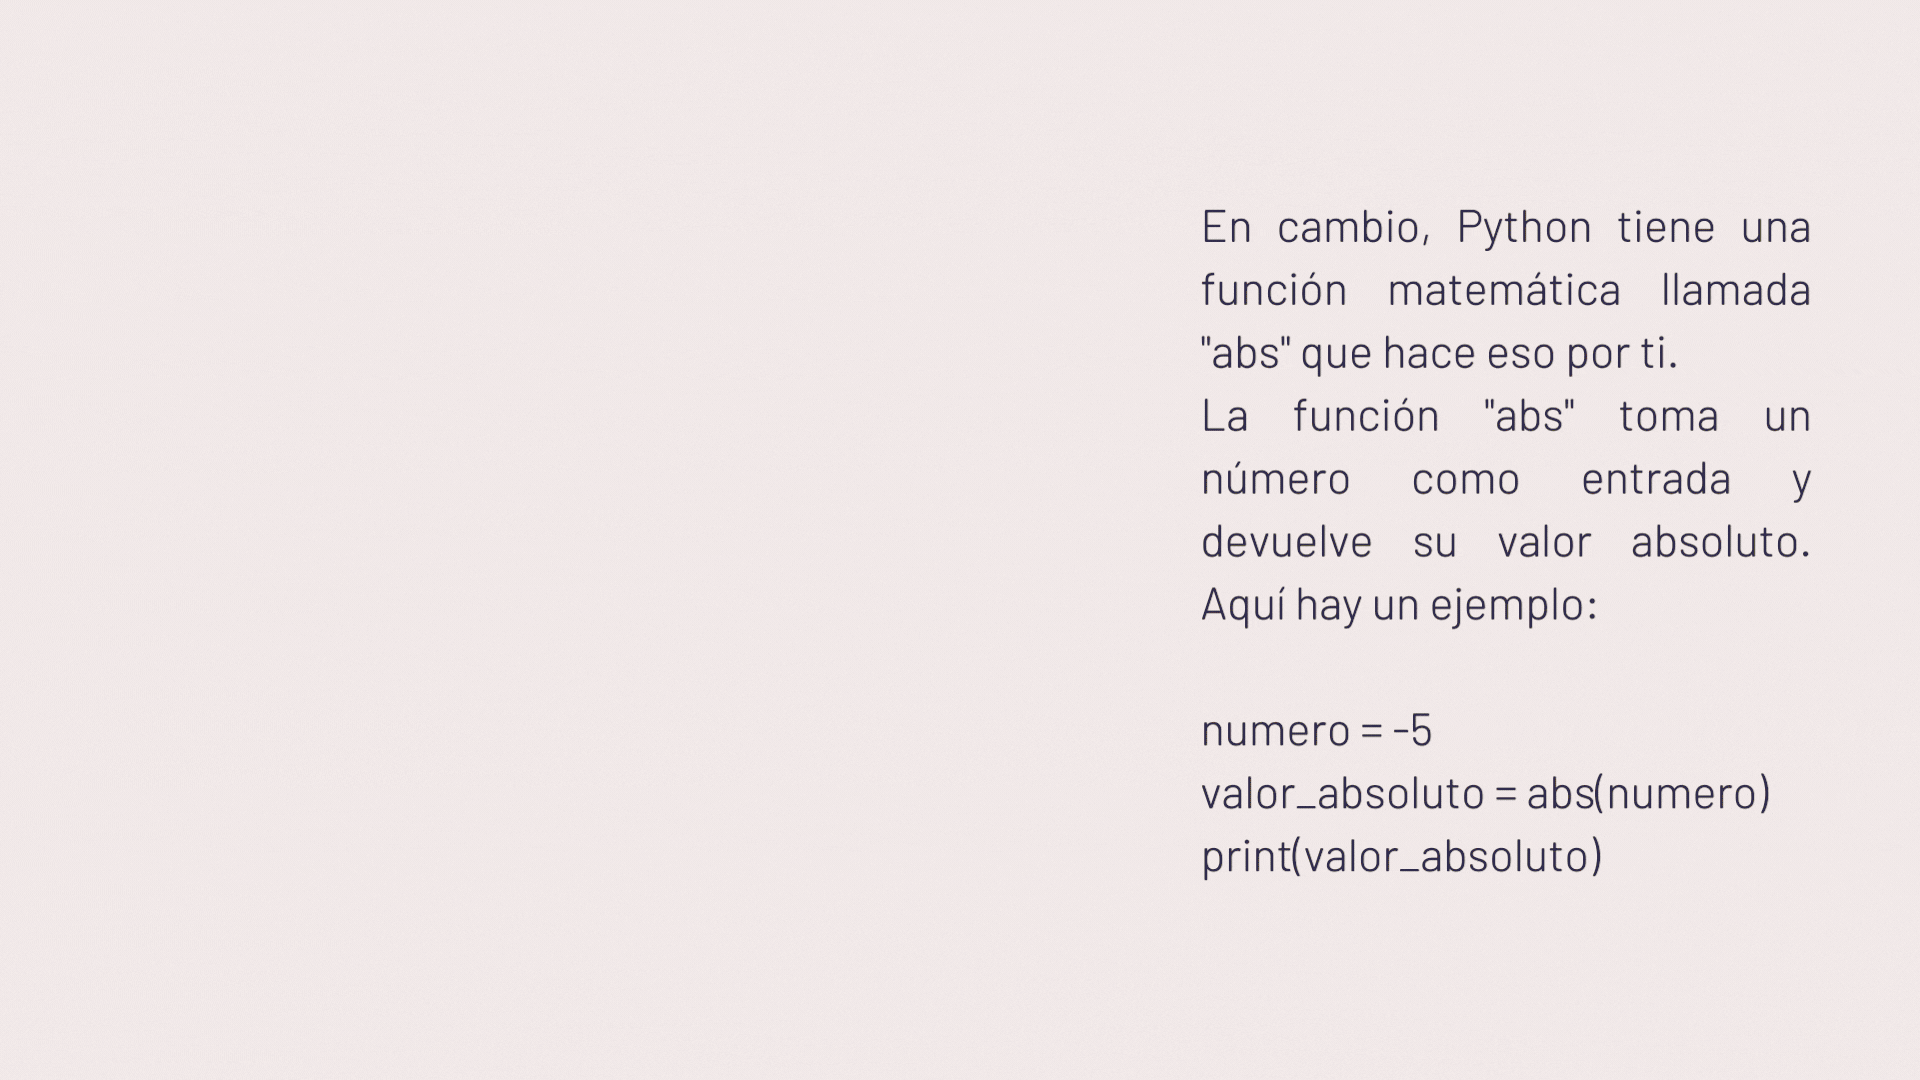 En cambio, Python tiene una
función matemática llamada
"abs" que hace eso por ti.
La función "abs" toma un
número como entrada y
devuelve su valor absoluto.
Aquí hay un ejemplo:
numero = -5
valor_absoluto = abs(numero)
print(valor_absoluto)